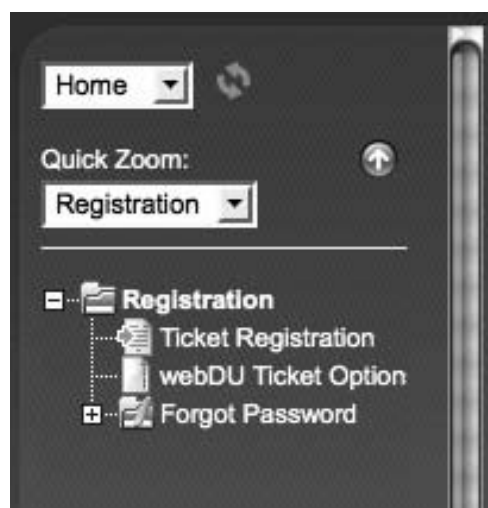 Home
Quick Zoom:
Registration
Registration
Ticket Registration
webDU Ticket Option
Forgot Password